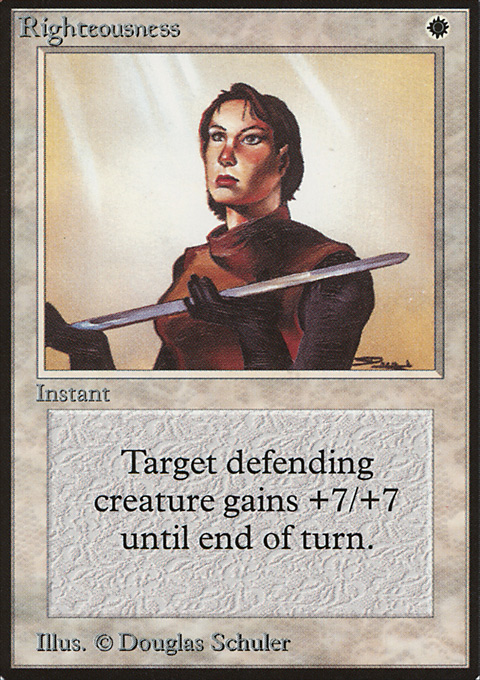 Righteousness
Instant
Target defending
creature gains +7/+7
until end of turn.
Illus. © Douglas Schuler